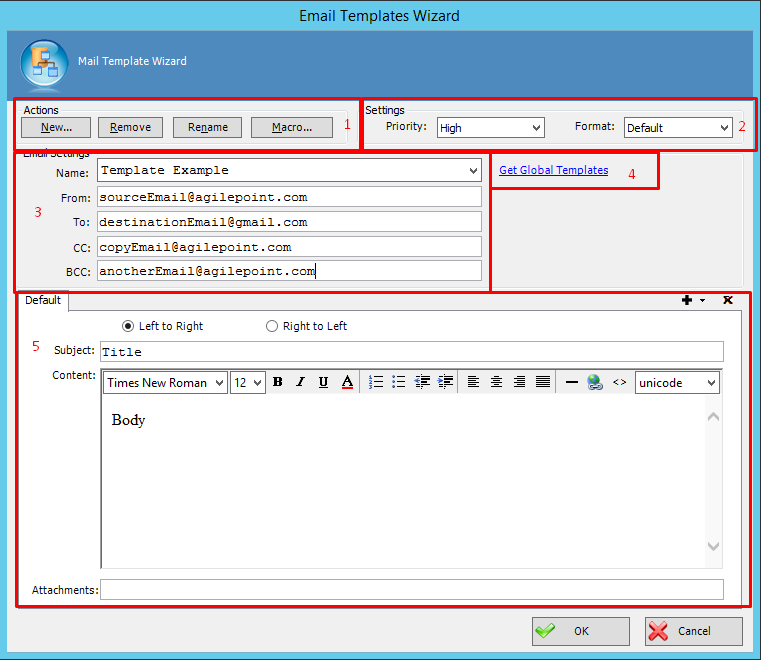 Email Templates Wizard
Mail Template Wizard
Actions
New... Remove Rename Macro... 1
Settings
Priority: High Format: Default 2
Email Settings
Name: Template Example
From: sourceEmail@agilepoint.com
To: destinationEmail@gmail.com
CC: copyEmail@agilepoint.com
BCC: anotherEmail@agilepoint.com
3
Get Global Templates 4
Default
Left to Right Right to Left
5
Subject: Title
Content: Times New Roman 12 B I U A <> unicode
Body
Attachments:
OK Cancel